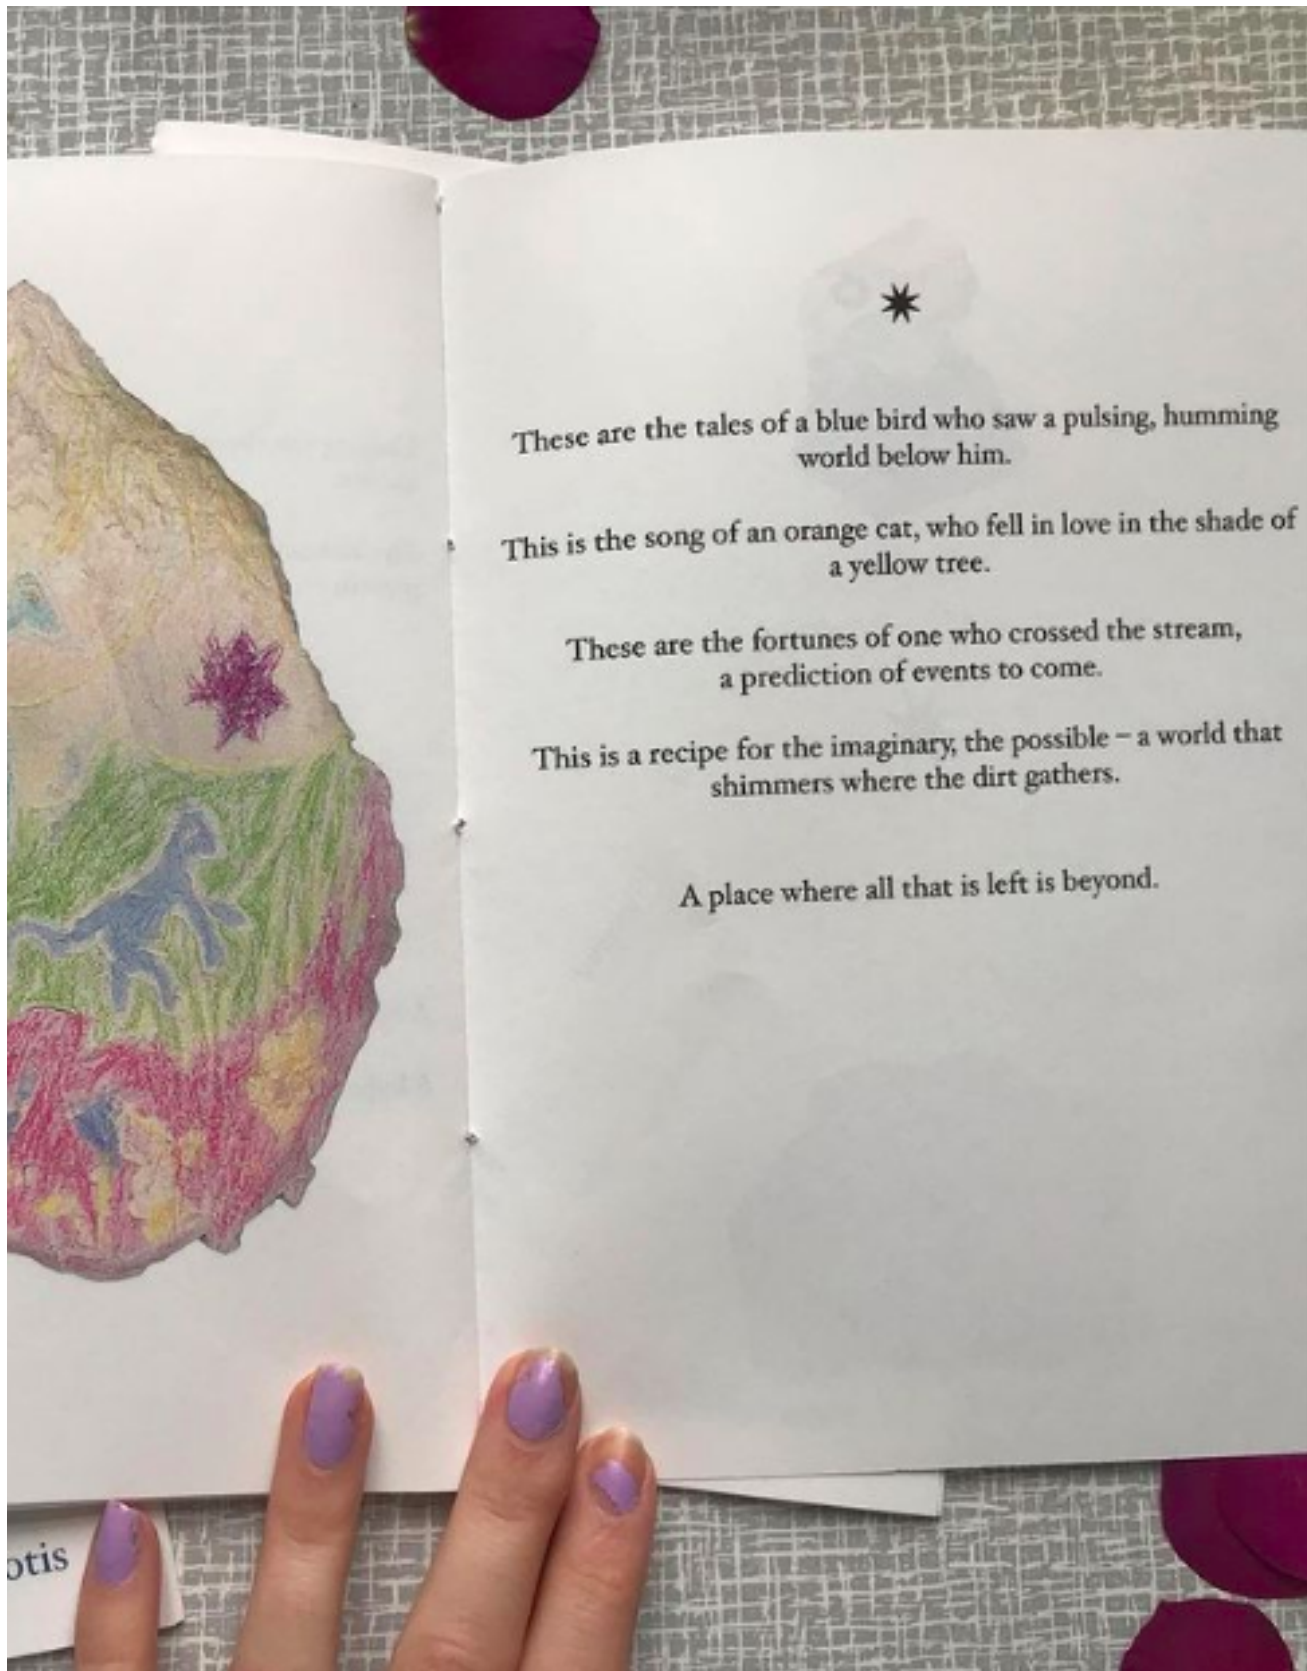 These are the tales of a blue bird who saw a pulsing, humming
world below him.
This is the song of an orange cat, who fell in love in the shade of
a yellow tree.
These are the fortunes of one who crossed the stream,
a prediction of events to come.
This is a recipe for the imaginary, the possible – a world that
shimmers where the dirt gathers.
A place where all that is left is beyond.
otis